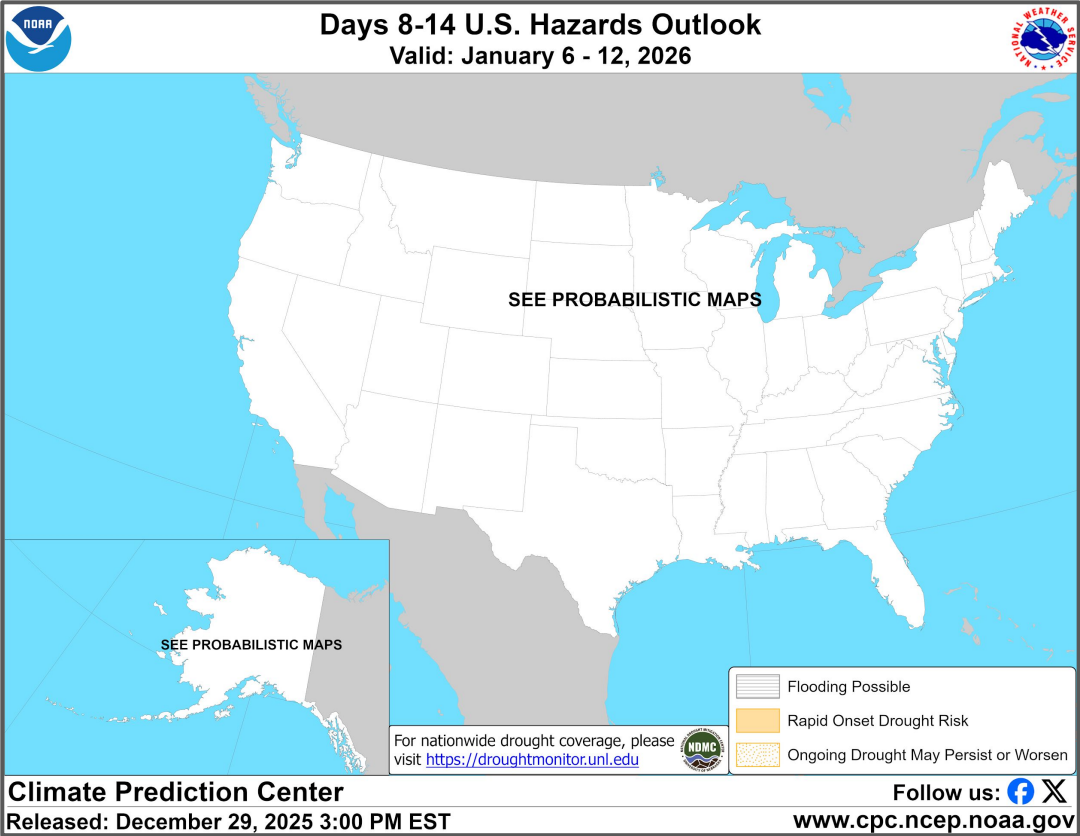 NOAA
Days 8-14 U.S. Hazards Outlook
Valid: January 6 - 12, 2026
NATIONAL WEATHER SERVICE
SEE PROBABILISTIC MAPS
SEE PROBABILISTIC MAPS
Flooding Possible
Rapid Onset Drought Risk
Ongoing Drought May Persist or Worsen
For nationwide drought coverage, please
visit https://droughtmonitor.unl.edu
NDMC
Climate Prediction Center
Follow us:
Released: December 29, 2025 3:00 PM EST
www.cpc.ncep.noaa.gov